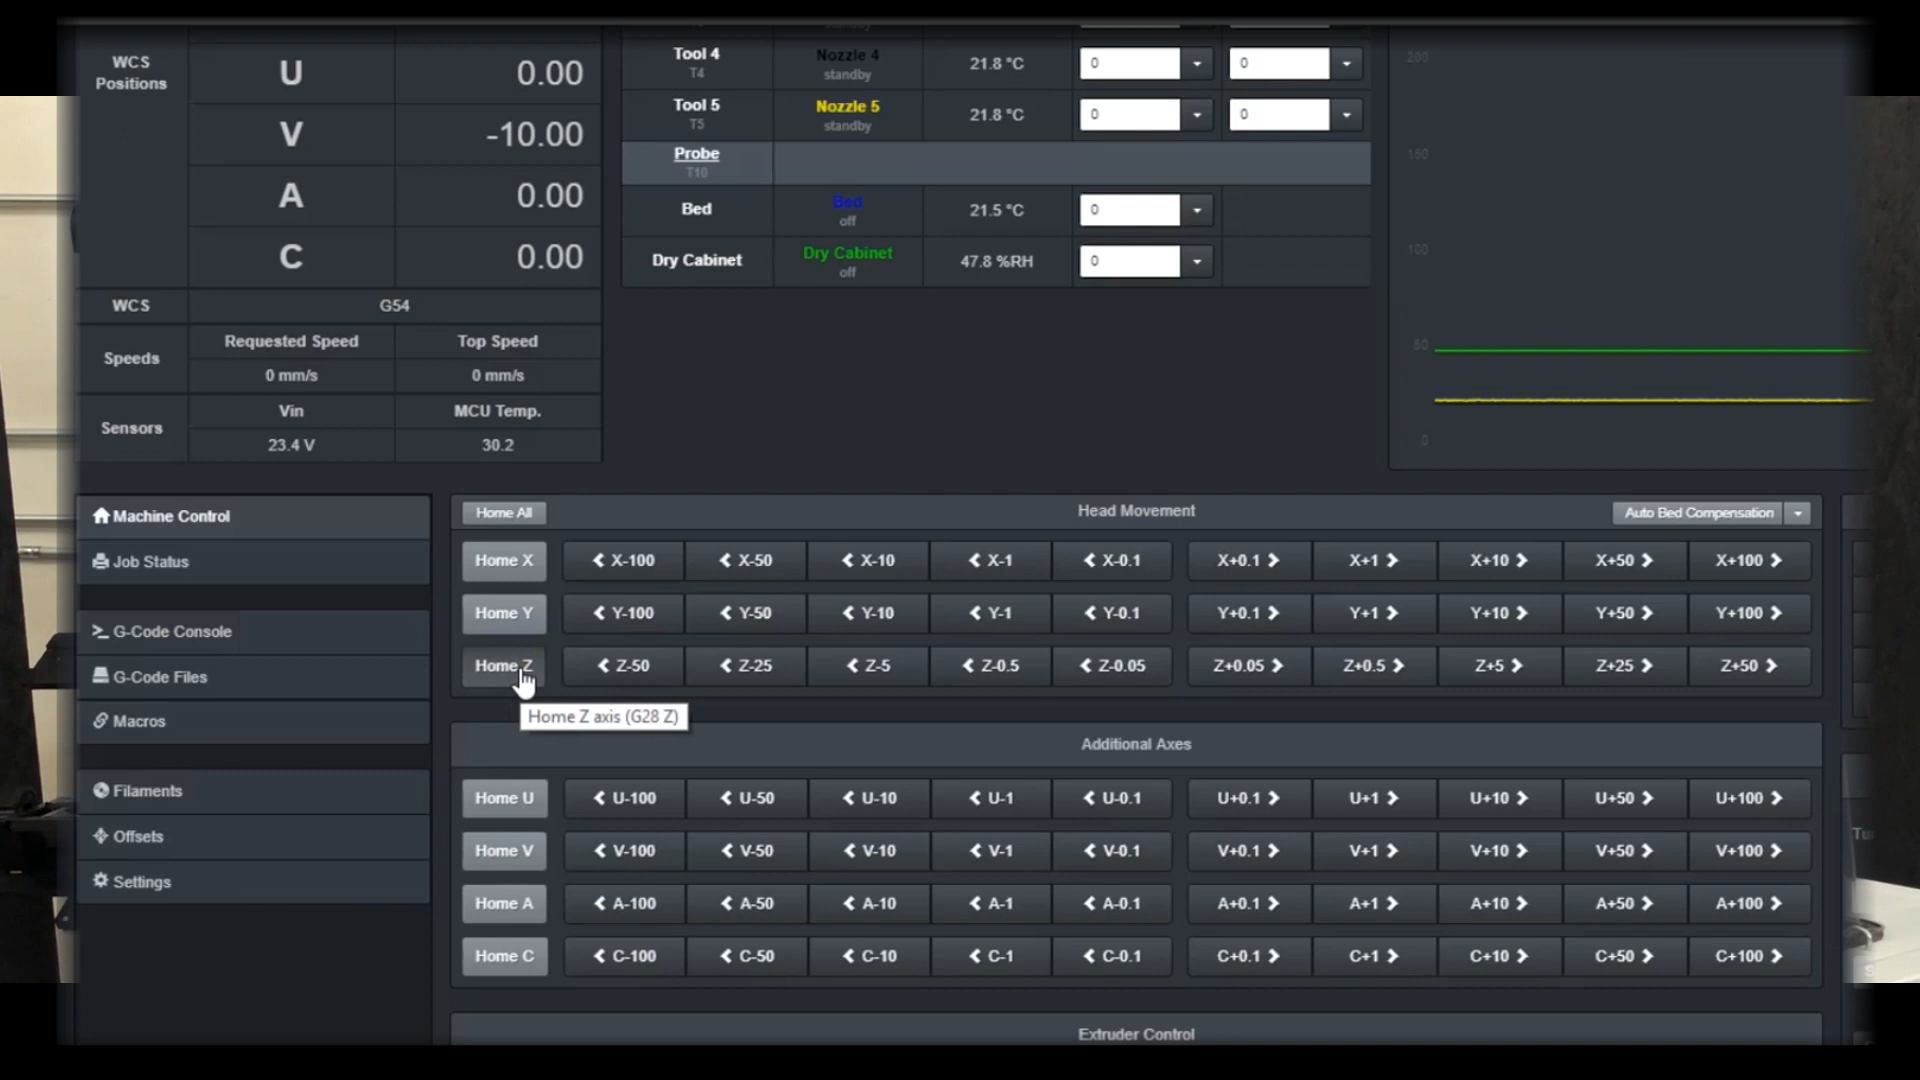 200
WCS
Positions
U
0.00
V
-10.00
A
0.00
C
0.00
WCS
G54
Speeds
Requested Speed
Top Speed
0 mm/s
0 mm/s
Sensors
Vin
MCU Temp.
23.4 V
30.2
Tool 4
T4
Nozzle 4
standby
21.8 °C
0
0
Tool 5
T5
Nozzle 5
standby
21.8 °C
0
0
Probe
T10
Bed
Bed
off
21.5 °C
0
Dry Cabinet
Dry Cabinet
off
47.8 %RH
0
150
100
50
0
Machine Control
Job Status
G-Code Console
G-Code Files
Macros
Filaments
Offsets
Settings
Home All
Head Movement
Auto Bed Compensation
Home X
X-100
X-50
X-10
X-1
X-0.1
X+0.1
X+1
X+10
X+50
X+100
Home Y
Y-100
Y-50
Y-10
Y-1
Y-0.1
Y+0.1
Y+1
Y+10
Y+50
Y+100
Home Z
Z-50
Z-25
Z-5
Z-0.5
Z-0.05
Z+0.05
Z+0.5
Z+5
Z+25
Z+50
Home Z axis (G28 Z)
Additional Axes
Home U
U-100
U-50
U-10
U-1
U-0.1
U+0.1
U+1
U+10
U+50
U+100
Home V
V-100
V-50
V-10
V-1
V-0.1
V+0.1
V+1
V+10
V+50
V+100
Home A
A-100
A-50
A-10
A-1
A-0.1
A+0.1
A+1
A+10
A+50
A+100
Home C
C-100
C-50
C-10
C-1
C-0.1
C+0.1
C+1
C+10
C+50
C+100
Extruder Control